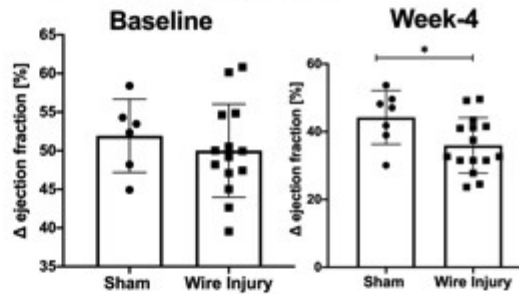 Baseline
Δ ejection fraction [%]
65
60
55
50
45
40
35
Sham
Wire Injury
Week-4
*
Δ ejection fraction [%]
60
40
20
0
Sham
Wire Injury